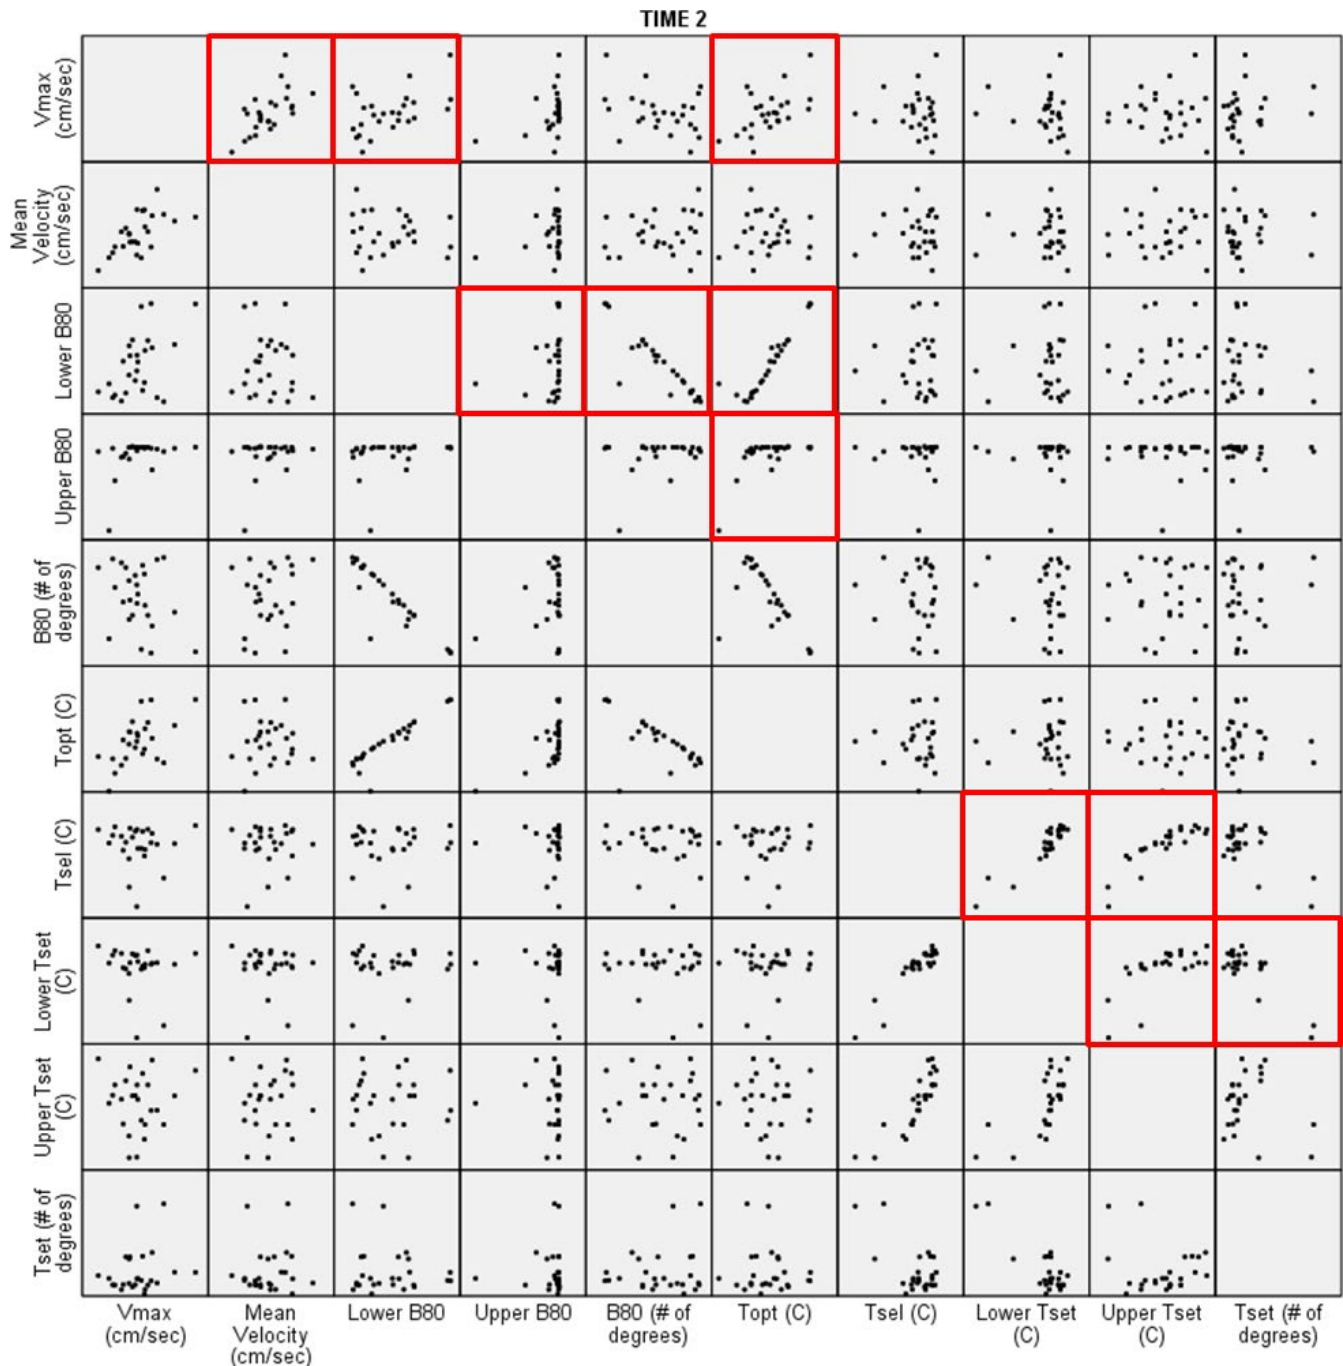 TIME 2
Vmax
(cm/sec)
Mean
Velocity
(cm/sec)
Lower B80
Upper B80
B80 (# of
degrees)
Topt (C)
Tsel (C)
Lower Tset
(C)
Upper Tset
(C)
Tset (# of
degrees)
Vmax
(cm/sec)
Mean
Velocity
(cm/sec)
Lower B80
Upper B80
B80 (# of
degrees)
Topt (C)
Tsel (C)
Lower Tset
(C)
Upper Tset
(C)
Tset (# of
degrees)